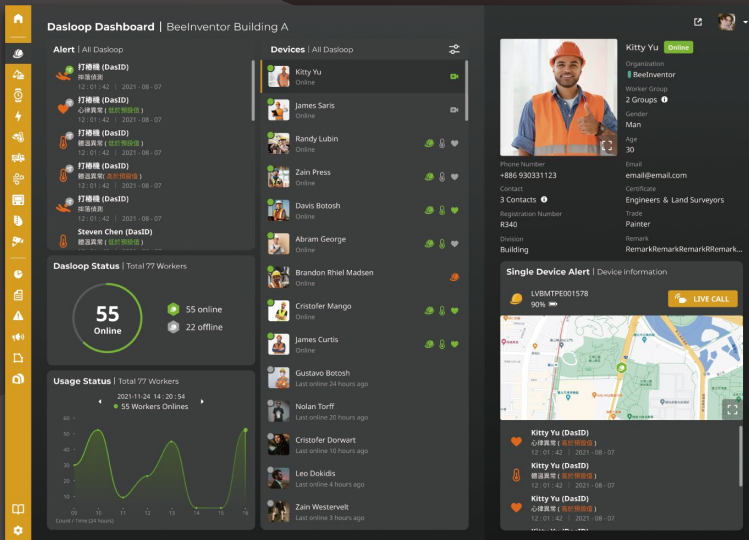 Dasloop Dashboard | BeeInventor Building A
Alert | All Dasloop
打樁機 (DasID)
摔落偵測
12 : 01 : 42 | 2021 - 08 - 07
打樁機 (DasID)
心律異常 ( 低於預設值 )
12 : 01 : 42 | 2021 - 08 - 07
打樁機 (DasID)
體溫異常 ( 低於預設值 )
12 : 01 : 42 | 2021 - 08 - 07
打樁機 (DasID)
體溫異常( 高於預設值 )
12 : 01 : 42 | 2021 - 08 - 07
打樁機 (DasID)
摔落偵測
12 : 01 : 42 | 2021 - 08 - 07
Steven Chen (DasID)
體溫異常 ( 低於預設值 )
Dasloop Status | Total 77 Workers
55
Online
55 online
22 offline
Usage Status | Total 77 Workers
2021-11-24 14 : 20 : 54
55 Workers Onlines
60
50
40
30
20
10
09 10 11 12 13 14 15 16
Count / Time (24 hours)
Devices | All Dasloop
Kitty Yu
Online
James Saris
Online
Randy Lubin
Online
Zain Press
Online
Davis Botosh
Online
Abram George
Online
Brandon Rhiel Madsen
Online
Cristofer Mango
Online
James Curtis
Online
Gustavo Botosh
Last online 24 hours ago
Nolan Torff
Last online 20 hours ago
Cristofer Dorwart
Last online 10 hours ago
Leo Dokidis
Last online 4 hours ago
Zain Westervelt
Last online 3 hours ago
Kitty Yu Online
Organization
BeeInventor
Worker Group
2 Groups
Gender
Man
Age
30
Phone Number
+886 930331123
Email
email@email.com
Contact
3 Contacts
Certificate
Engineers & Land Surveyors
Registration Number
R340
Trade
Painter
Division
Building
Remark
RemarkRemarkRemarkRRemark...
Single Device Alert | Device information
LVBMTPE001578
90%
LIVE CALL
Kitty Yu (DasID)
心律異常 ( 高於預設值 )
12 : 01 : 42 | 2021 - 08 - 07
Kitty Yu (DasID)
體溫異常 ( 高於預設值 )
12 : 01 : 42 | 2021 - 08 - 07
Kitty Yu (DasID)
心律異常 ( 高於預設值 )
12 : 01 : 42 | 2021 - 08 - 07